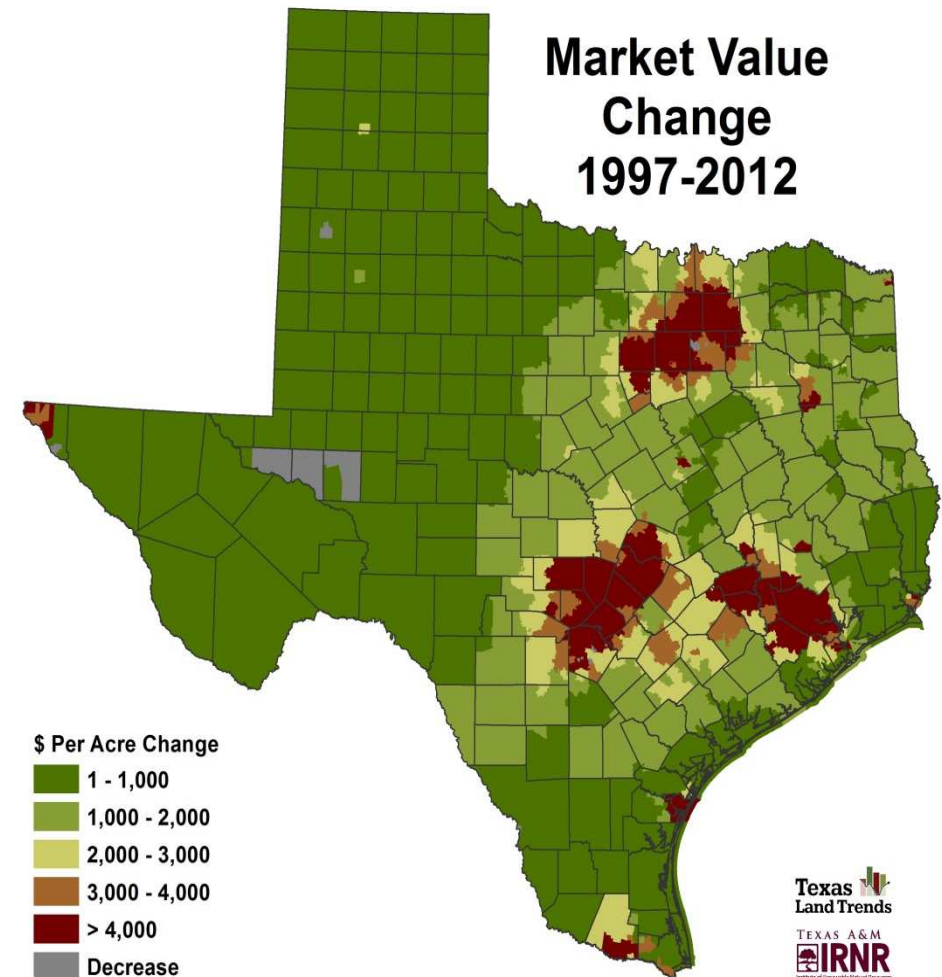 Market Value
Change
1997-2012
$ Per Acre Change
1 - 1,000
1,000 - 2,000
2,000 - 3,000
3,000 - 4,000
> 4,000
Decrease
Texas
Land Trends
TEXAS A&M
IRNR